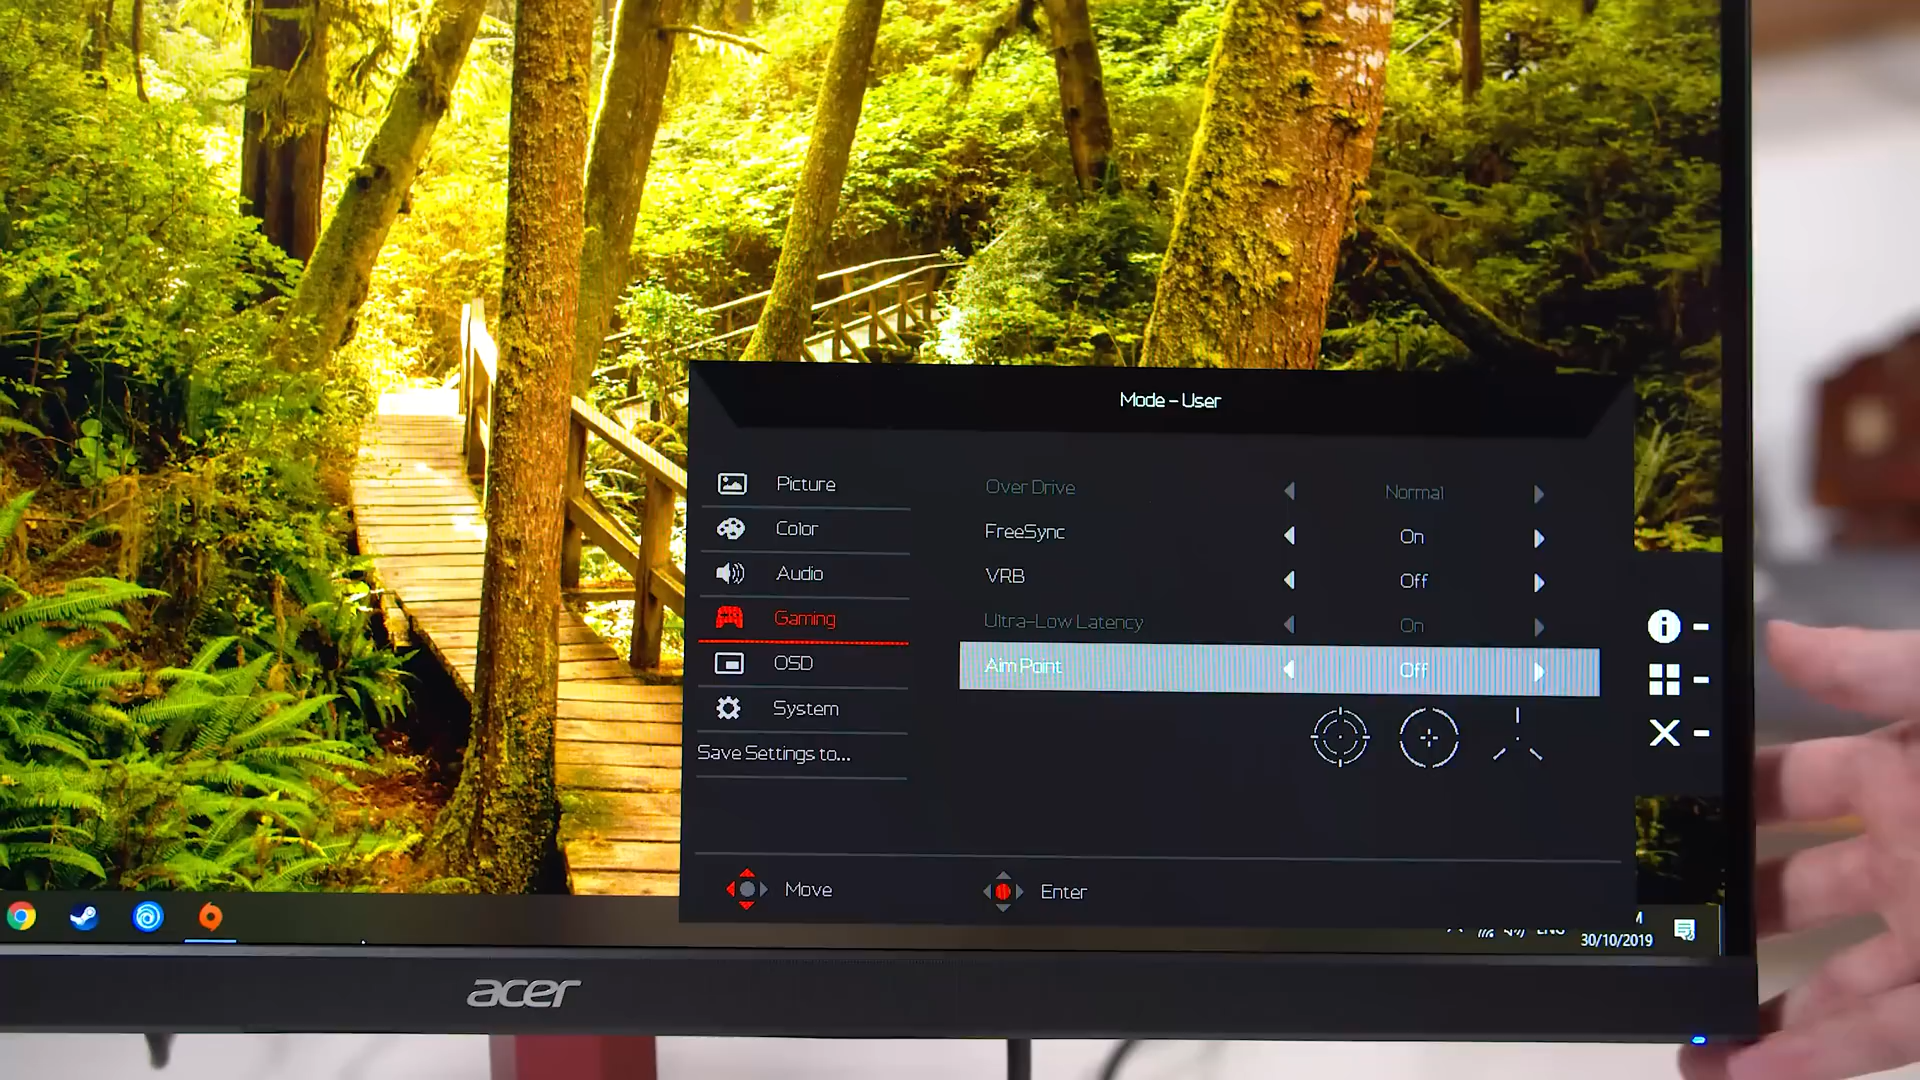 Mode - User
Picture
Over Drive Normal
Color
FreeSync On
Audio
VRB Off
Gaming
Ultra-Low Latency On
OSD
Aim Point Off
System
Save Settings to...
Move
Enter
ENG
30/10/2019
acer